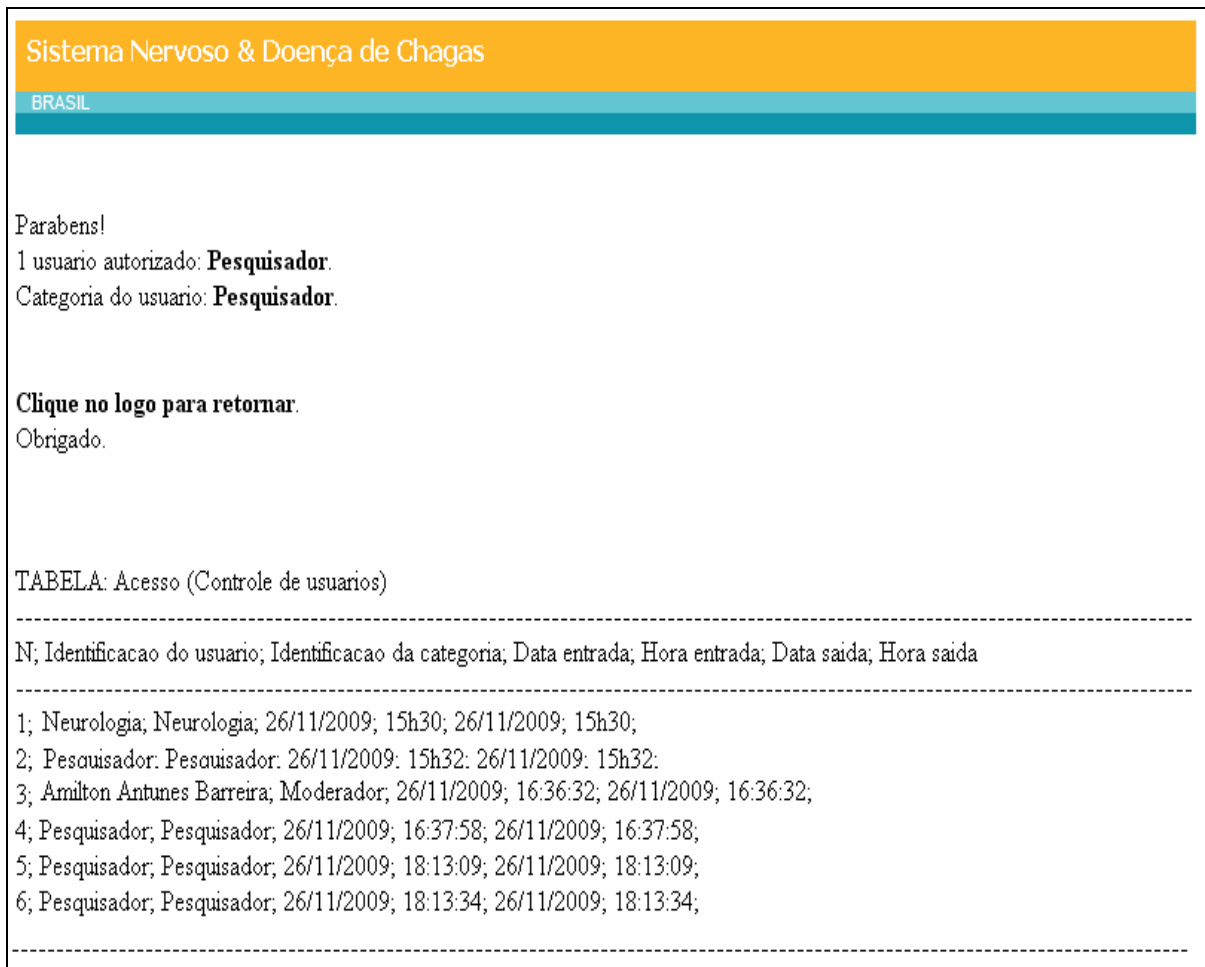 Sistema Nervoso & Doença de Chagas
BRASIL
Parabens!
1 usuario autorizado: Pesquisador.
Categoria do usuario: Pesquisador.
Clique no logo para retornar.
Obrigado.
TABELA: Acesso (Controle de usuarios)
N; Identificacao do usuario; Identificacao da categoria; Data entrada; Hora entrada; Data saida; Hora saida
1; Neurologia; Neurologia; 26/11/2009; 15h30; 26/11/2009; 15h30;
2; Pesquisador; Pesquisador; 26/11/2009; 15h32; 26/11/2009; 15h32;
3; Amilton Antunes Barreira; Moderador; 26/11/2009; 16:36:32; 26/11/2009; 16:36:32;
4; Pesquisador; Pesquisador; 26/11/2009; 16:37:58; 26/11/2009; 16:37:58;
5; Pesquisador; Pesquisador; 26/11/2009; 18:13:09; 26/11/2009; 18:13:09;
6; Pesquisador; Pesquisador; 26/11/2009; 18:13:34; 26/11/2009; 18:13:34;